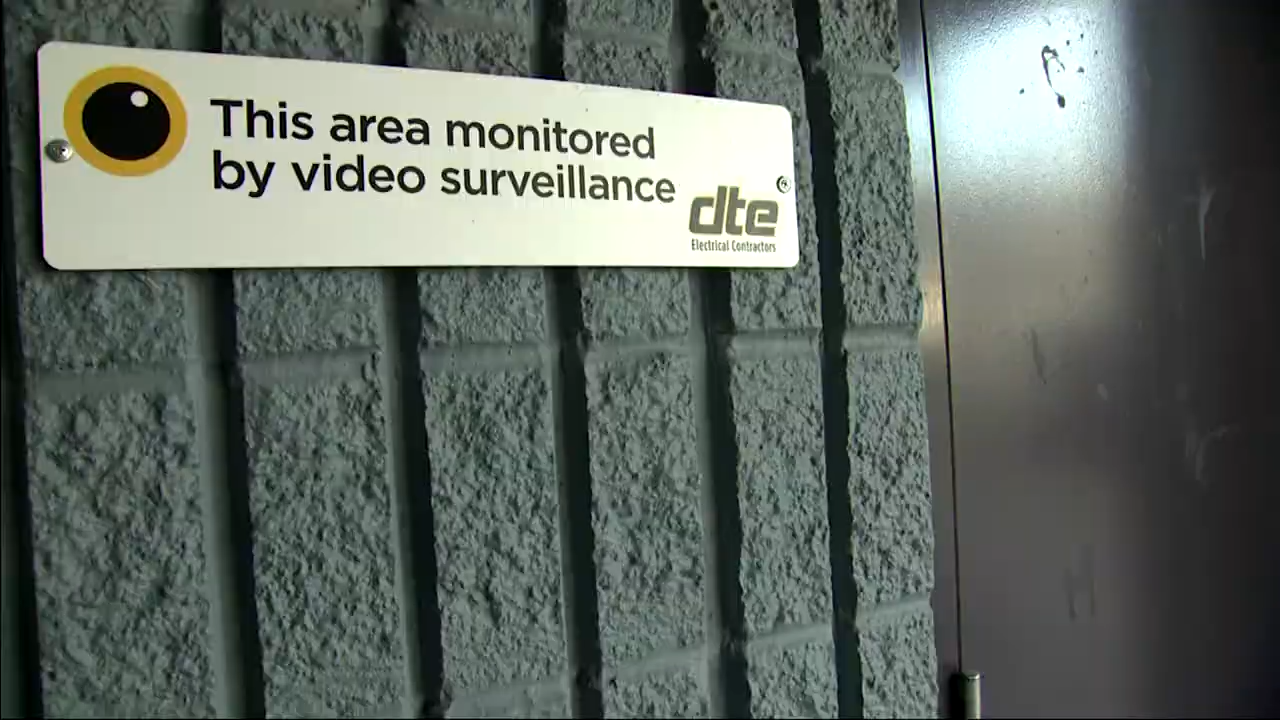 This area monitored
by video surveillance
dte
Electrical Contractors